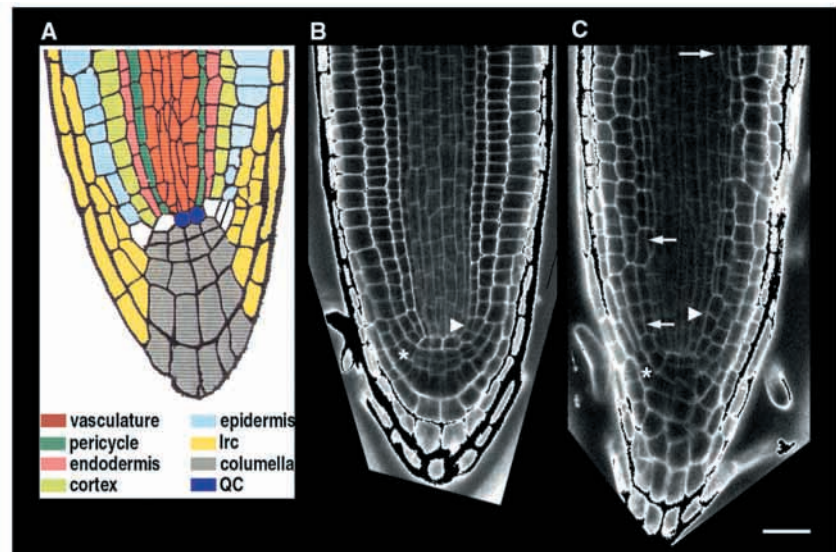 A
B
C
*
*
vasculature
pericycle
endodermis
cortex
epidermis
lrc
columella
QC